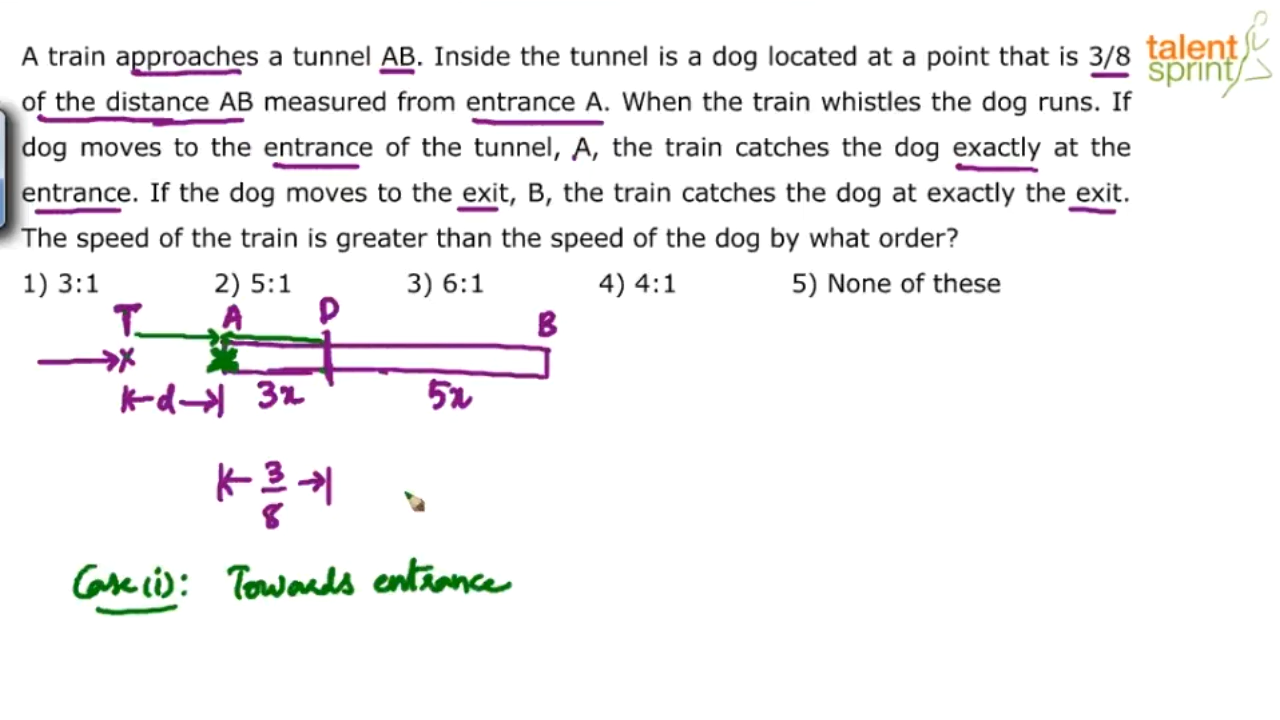 A train approaches a tunnel AB. Inside the tunnel is a dog located at a point that is 3/8
talent
sprint
of the distance AB measured from entrance A. When the train whistles the dog runs. If
dog moves to the entrance of the tunnel, A, the train catches the dog exactly at the
entrance. If the dog moves to the exit, B, the train catches the dog at exactly the exit.
The speed of the train is greater than the speed of the dog by what order?
1) 3:1 2) 5:1 3) 6:1 4) 4:1 5) None of these
T A D B
x
d 3x 5x
3
8
Case(i): Towards entrance